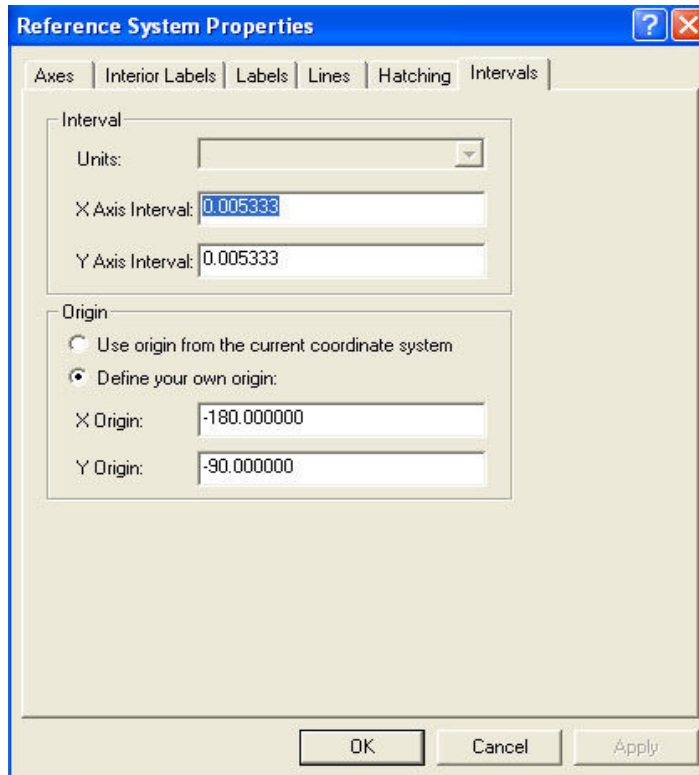 Reference System Properties
Axes Interior Labels Labels Lines Hatching Intervals
Interval
Units:
X Axis Interval: 0.005333
Y Axis Interval: 0.005333
Origin
Use origin from the current coordinate system
Define your own origin:
X Origin: -180.000000
Y Origin: -90.000000
OK Cancel Apply